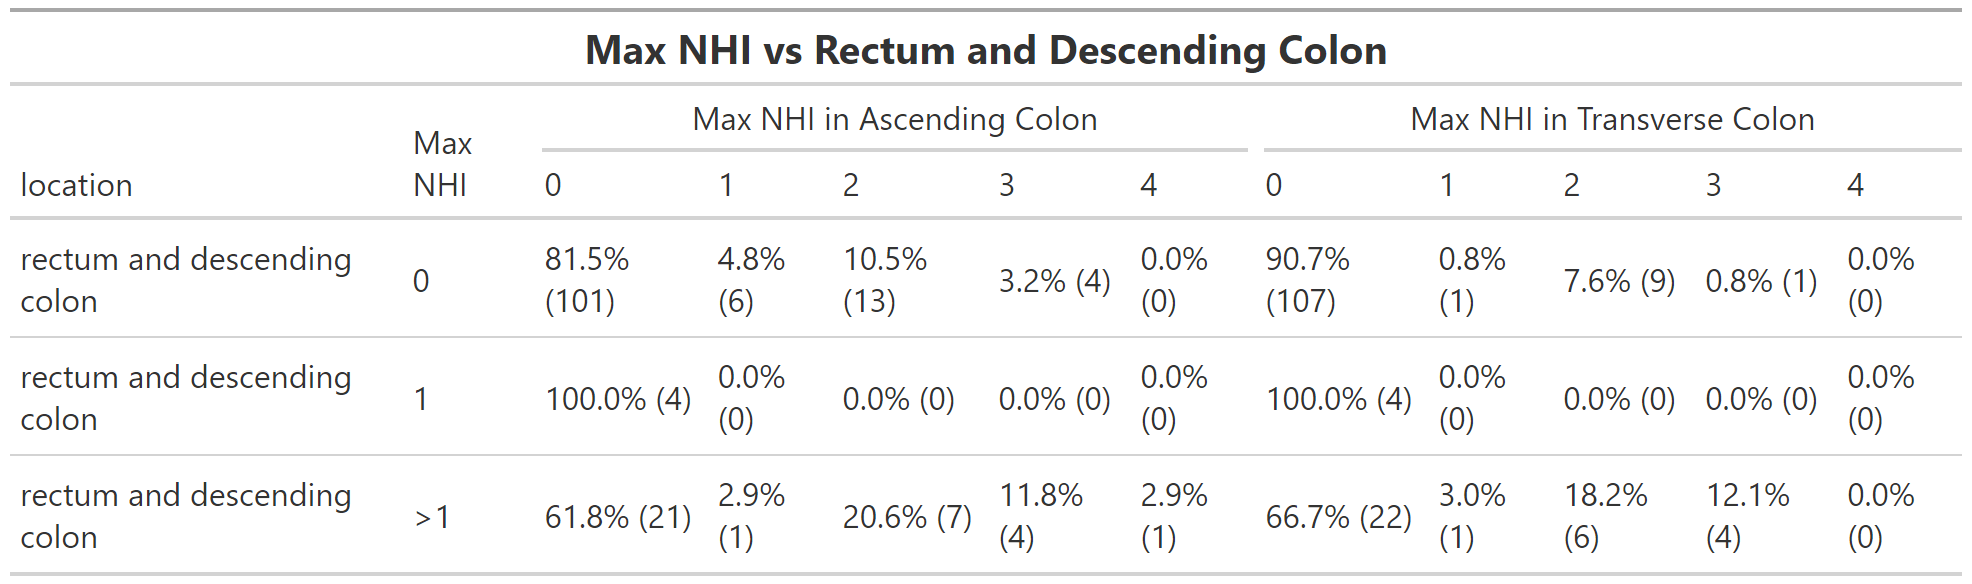 Max NHI vs Rectum and Descending Colon
location Max NHI Max NHI in Ascending Colon Max NHI in Transverse Colon
0 1 2 3 4 0 1 2 3 4
rectum and descending colon 0 81.5% (101) 4.8% (6) 10.5% (13) 3.2% (4) 0.0% (0) 90.7% (107) 0.8% (1) 7.6% (9) 0.8% (1) 0.0% (0)
rectum and descending colon 1 100.0% (4) 0.0% (0) 0.0% (0) 0.0% (0) 0.0% (0) 100.0% (4) 0.0% (0) 0.0% (0) 0.0% (0) 0.0% (0)
rectum and descending colon >1 61.8% (21) 2.9% (1) 20.6% (7) 11.8% (4) 2.9% (1) 66.7% (22) 3.0% (1) 18.2% (6) 12.1% (4) 0.0% (0)